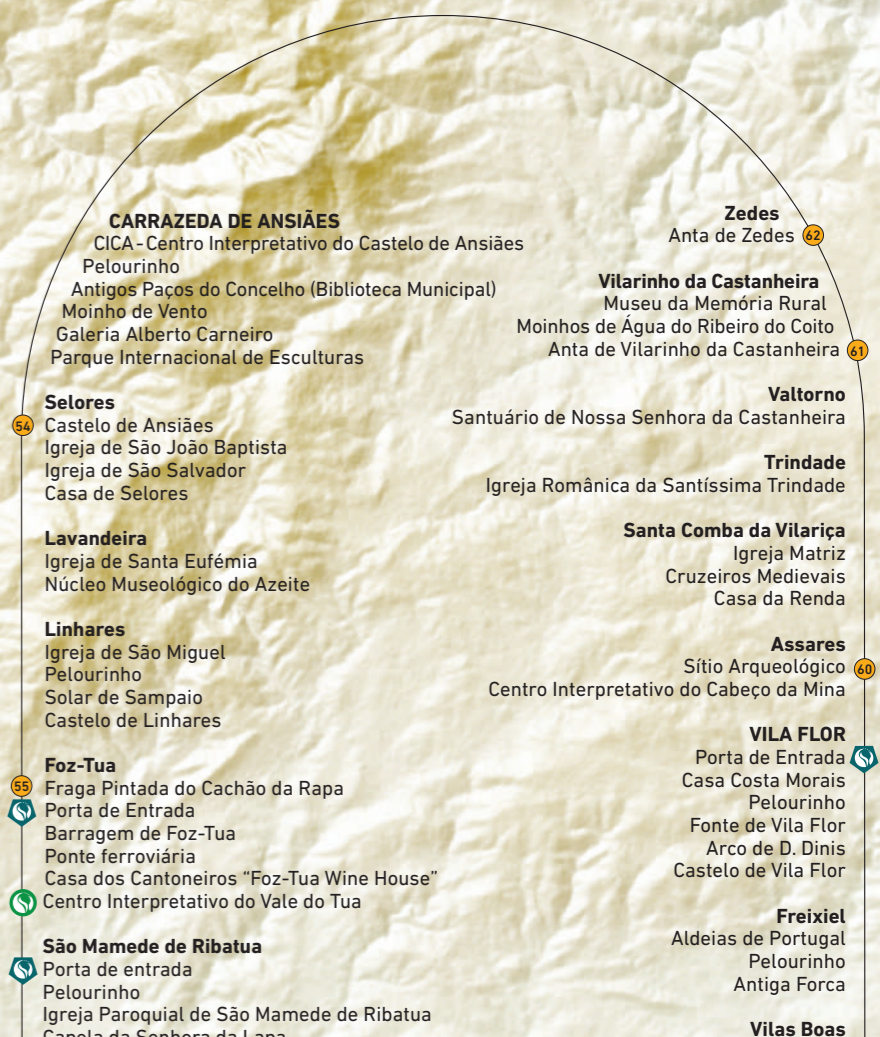 CARRAZEDA DE ANSIÃES
CICA-Centro Interpretativo do Castelo de Ansiães
Pelourinho
Antigos Paços do Concelho (Biblioteca Municipal)
Moinho de Vento
Galeria Alberto Carneiro
Parque Internacional de Esculturas
Selores
54 Castelo de Ansiães
Igreja de São João Baptista
Igreja de São Salvador
Casa de Selores
Lavandeira
Igreja de Santa Eufémia
Núcleo Museológico do Azeite
Linhares
Igreja de São Miguel
Pelourinho
Solar de Sampaio
Castelo de Linhares
Foz-Tua
55 Fraga Pintada do Cachão da Rapa
Porta de Entrada
Barragem de Foz-Tua
Ponte ferroviária
Casa dos Cantoneiros “Foz-Tua Wine House”
Centro Interpretativo do Vale do Tua
São Mamede de Ribatua
Porta de entrada
Pelourinho
Igreja Paroquial de São Mamede de Ribatua
Capela da Senhora da Lapa
Zedes
Anta de Zedes 62
Vilarinho da Castanheira
Museu da Memória Rural
Moinhos de Água do Ribeiro do Coito
Anta de Vilarinho da Castanheira 61
Valtorno
Santuário de Nossa Senhora da Castanheira
Trindade
Igreja Românica da Santíssima Trindade
Santa Comba da Vilariça
Igreja Matriz
Cruzeiros Medievais
Casa da Renda
Assares
Sítio Arqueológico 60
Centro Interpretativo do Cabeço da Mina
VILA FLOR
Porta de Entrada
Casa Costa Morais
Pelourinho
Fonte de Vila Flor
Arco de D. Dinis
Castelo de Vila Flor
Freixiel
Aldeias de Portugal
Pelourinho
Antiga Forca
Vilas Boas